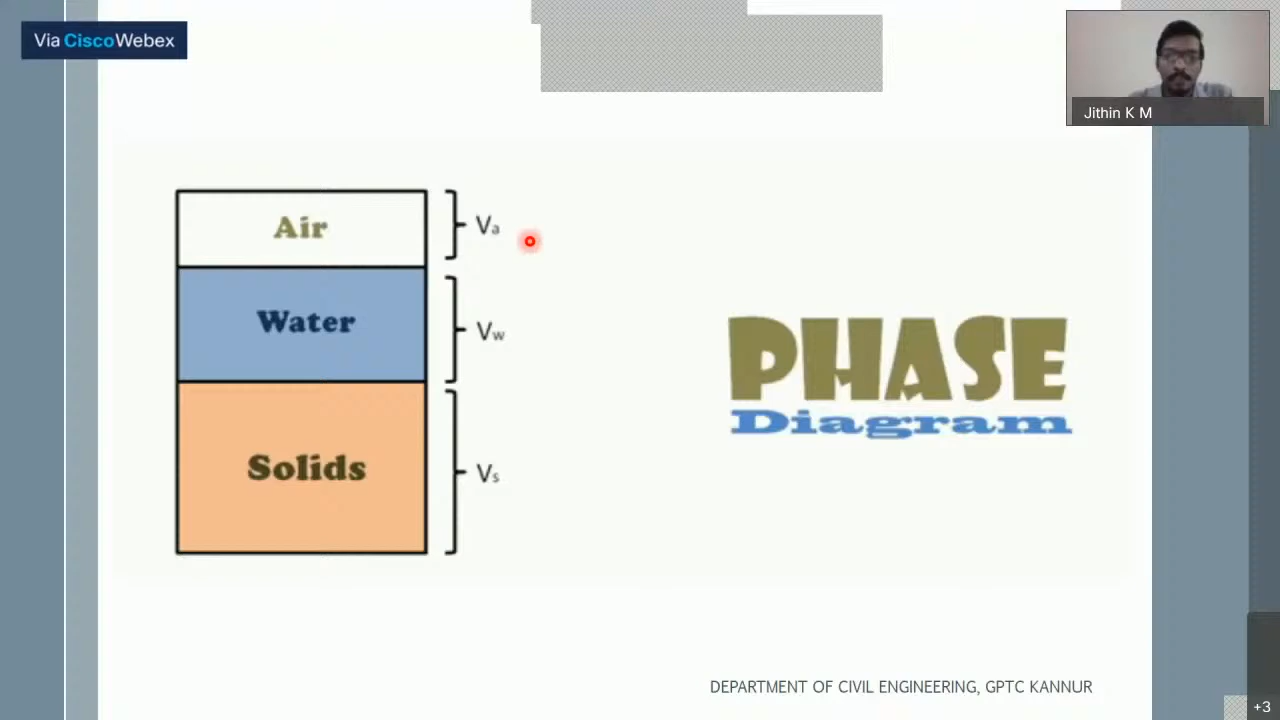 Via CiscoWebex
Jithin K M
Air
Va
Water
Vw
Solids
Vs
PHASE
Diagram
DEPARTMENT OF CIVIL ENGINEERING, GPTC KANNUR
+3